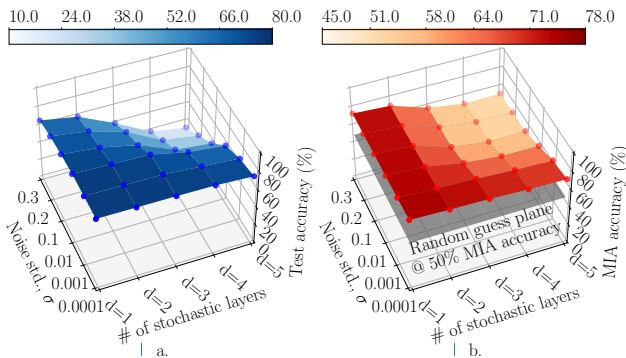 10.0 24.0 38.0 52.0 66.0 80.0
45.0 51.0 58.0 64.0 71.0 78.0
0.3
0.2
0.1
0.01
0.001
0.0001
Noise std., σ
d=1
d=2
d=3
d=4
d=5
# of stochastic layers
100
80
60
40
20
0
Test accuracy (%)
a.
0.3
0.2
0.1
0.01
0.001
0.0001
Noise std., σ
d=1
d=2
d=3
d=4
d=5
# of stochastic layers
100
80
60
40
20
0
MIA accuracy (%)
Random guess plane
@ 50% MIA accuracy
b.